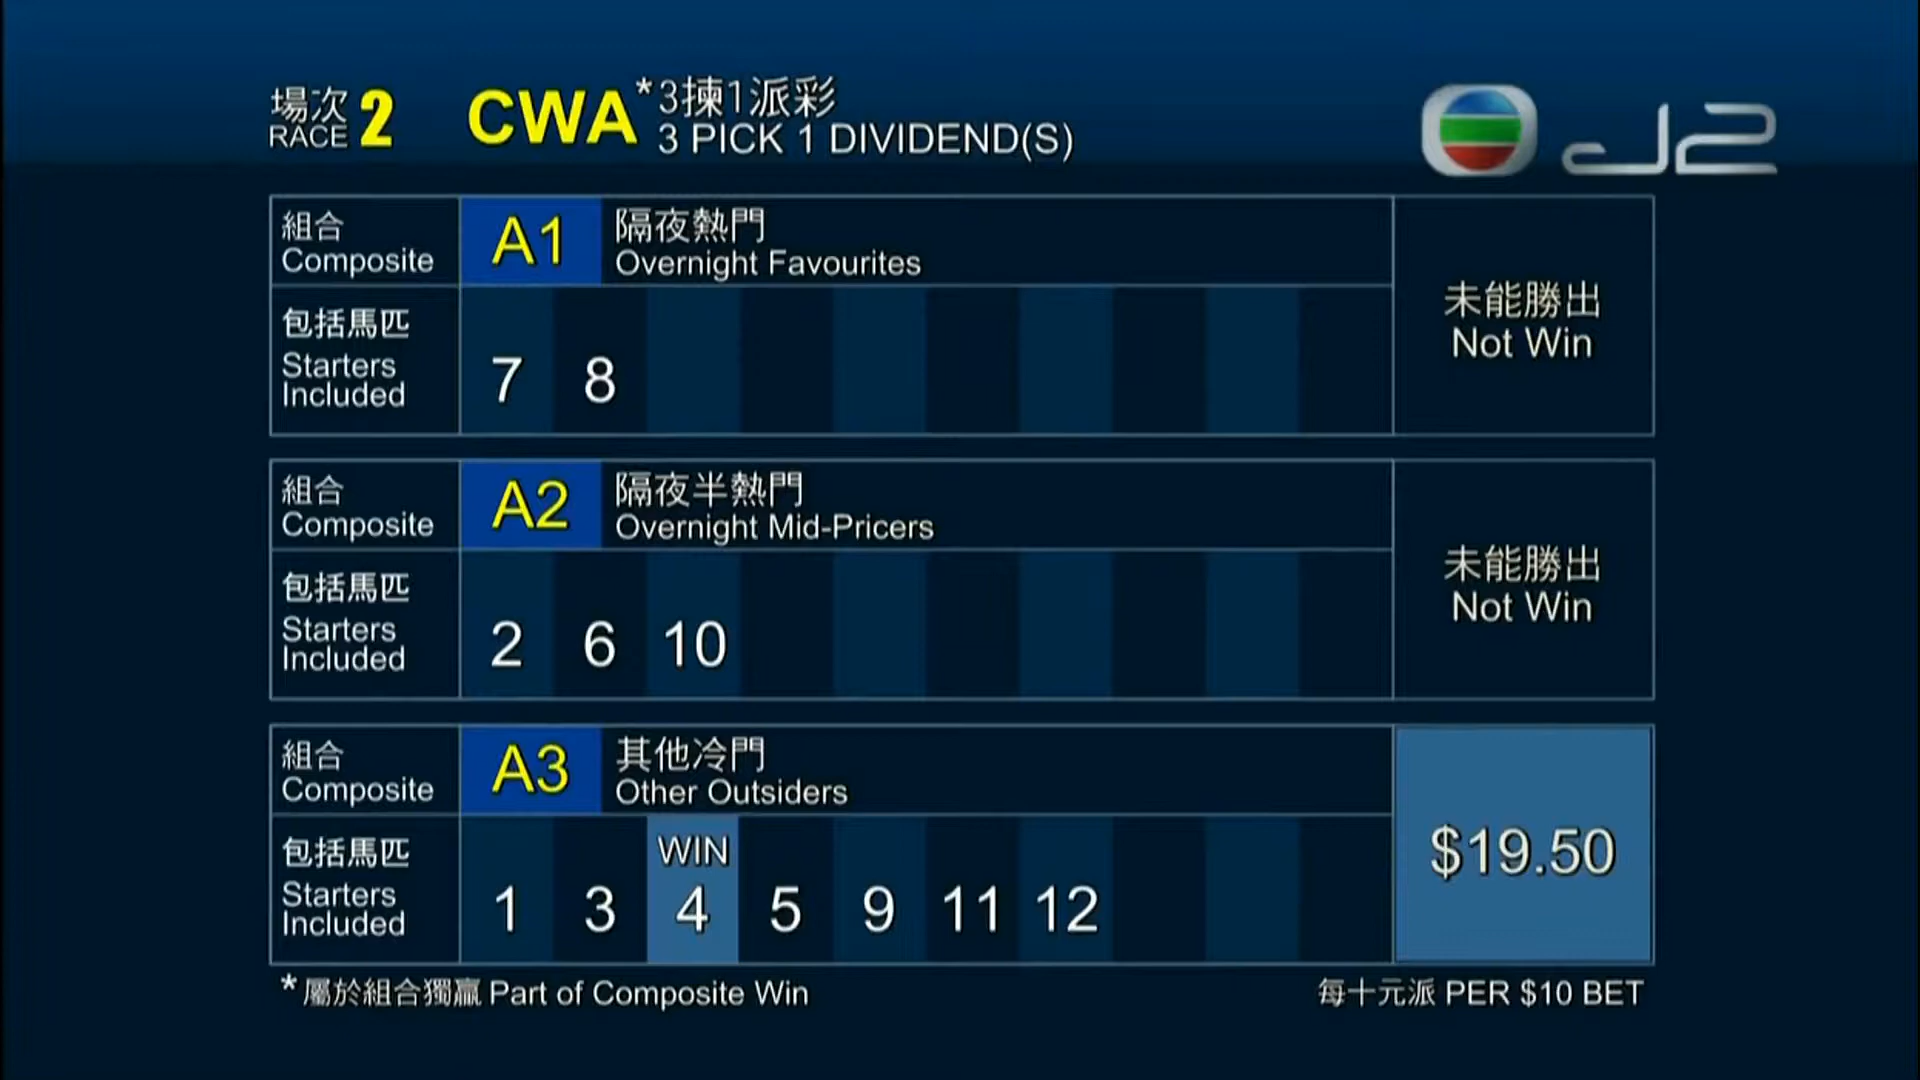 場次
RACE 2
CWA *3揀1派彩
3 PICK 1 DIVIDEND(S)
J2
組合
Composite
A1
隔夜熱門
Overnight Favourites
包括馬匹
Starters
Included
7 8
未能勝出
Not Win
組合
Composite
A2
隔夜半熱門
Overnight Mid-Pricers
包括馬匹
Starters
Included
2 6 10
未能勝出
Not Win
組合
Composite
A3
其他冷門
Other Outsiders
包括馬匹
Starters
Included
WIN
1 3 4 5 9 11 12
$19.50
*屬於組合獨贏 Part of Composite Win
每十元派 PER $10 BET